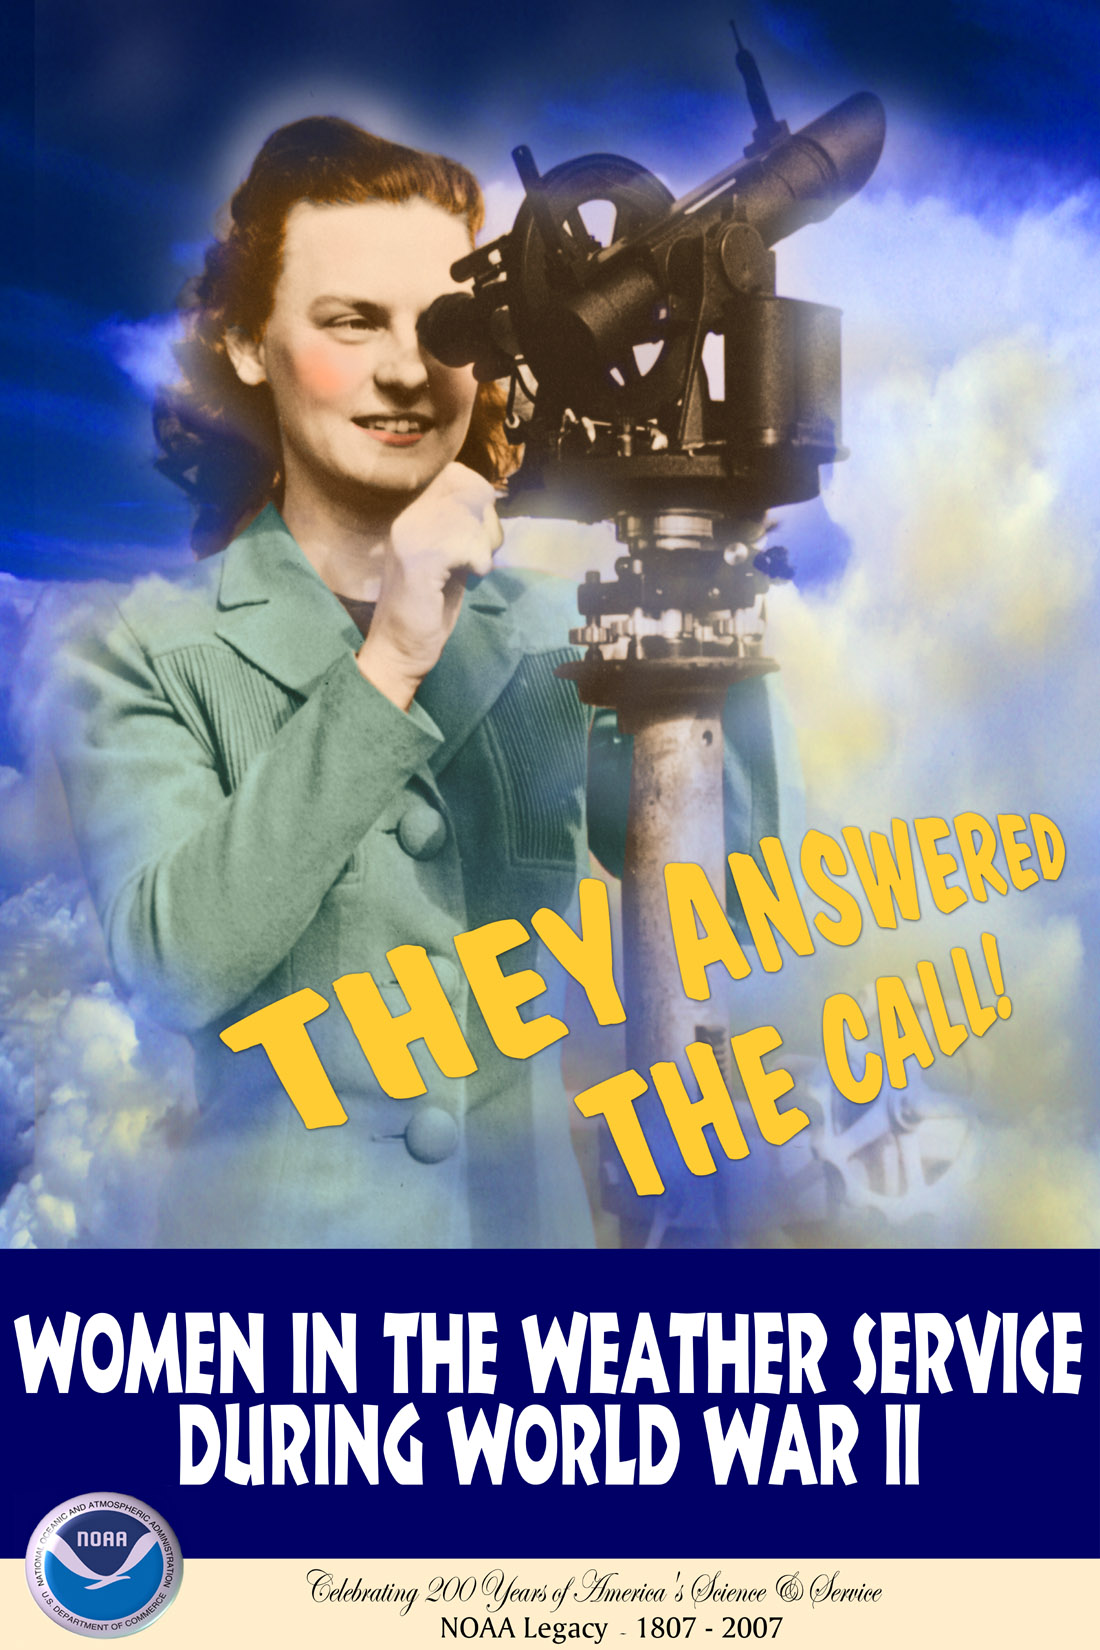 THEY ANSWERED
THE CALL!
WOMEN IN THE WEATHER SERVICE
DURING WORLD WAR II
NATIONAL OCEANIC AND ATMOSPHERIC ADMINISTRATION
NOAA
U.S. DEPARTMENT OF COMMERCE
Celebrating 200 Years of America's Science & Service
NOAA Legacy - 1807 - 2007